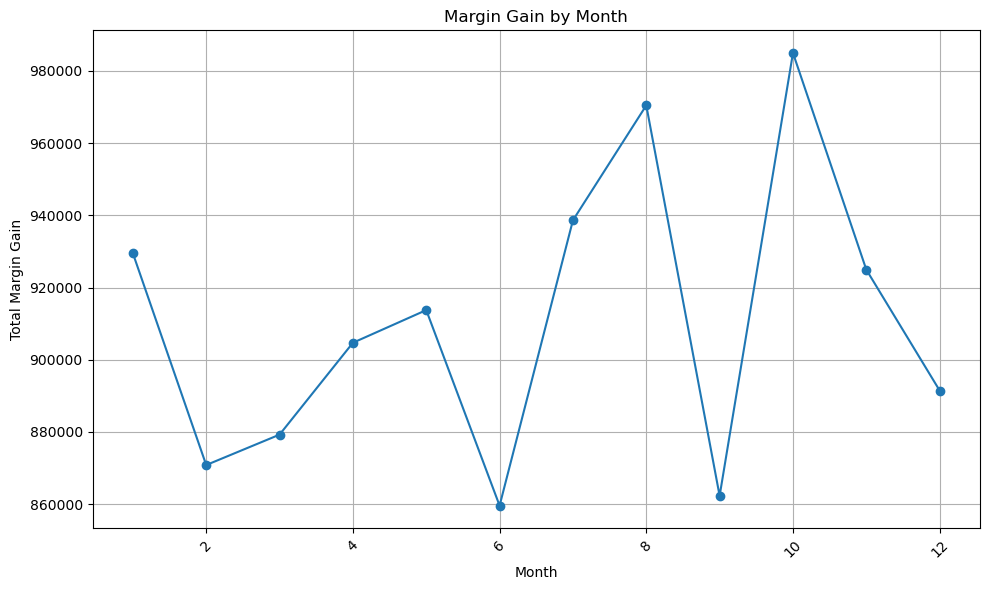 Margin Gain by Month
980000
960000
940000
920000
900000
880000
860000
Total Margin Gain
2 4 6 8 10 12
Month